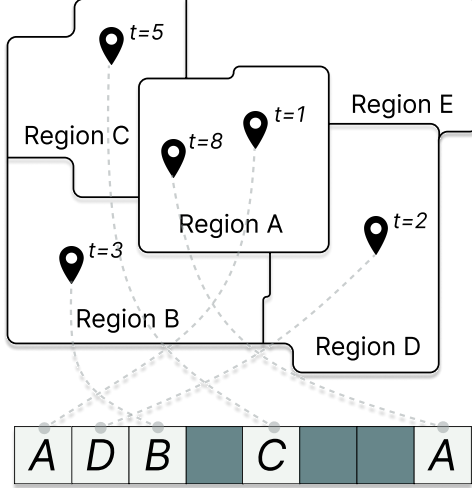 t=5
t=1
Region E
Region C
t=8
Region A
t=2
t=3
Region B
Region D
A D B C A